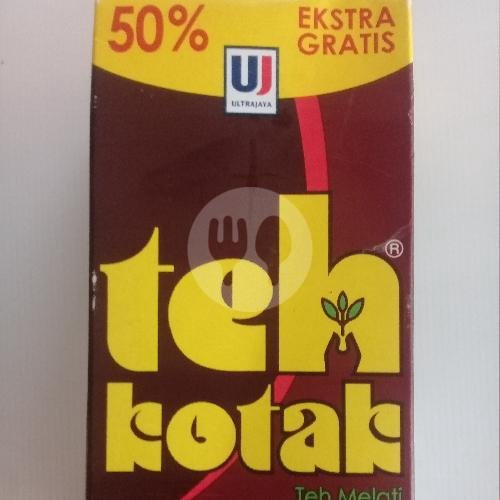 50% EKSTRA
GRATIS
UJ
ULTRAJAYA
teh®
kotak
Teh Melati